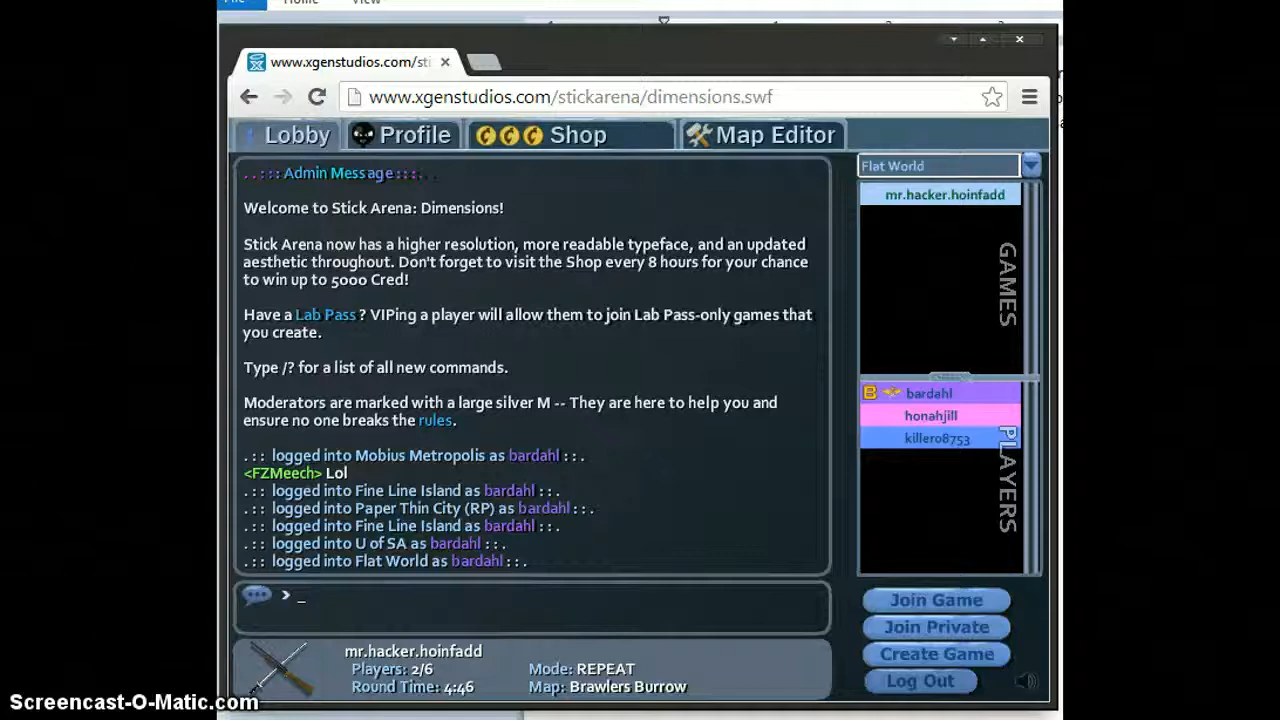 www.xgenstudios.com/sti
www.xgenstudios.com/stickarena/dimensions.swf
Lobby
Profile
Shop
Map Editor
. . : : : Admin Message : : : . .
Welcome to Stick Arena: Dimensions!
Stick Arena now has a higher resolution, more readable typeface, and an updated
aesthetic throughout. Don't forget to visit the Shop every 8 hours for your chance
to win up to 5000 Cred!
Have a Lab Pass ? VIPing a player will allow them to join Lab Pass-only games that
you create.
Type /? for a list of all new commands.
Moderators are marked with a large silver M -- They are here to help you and
ensure no one breaks the rules.
. : : logged into Mobius Metropolis as bardahl : : .
<FZMeech> Lol
. : : logged into Fine Line Island as bardahl : : .
. : : logged into Paper Thin City (RP) as bardahl : : .
. : : logged into Fine Line Island as bardahl : : .
. : : logged into U of SA as bardahl : : .
. : : logged into Flat World as bardahl : : .
> _
mr.hacker.hoinfadd
Players: 2/6
Mode: REPEAT
Round Time: 4:46
Map: Brawlers Burrow
Flat World
mr.hacker.hoinfadd
GAMES
B bardahl
honahjill
killero8753
PLAYERS
Join Game
Join Private
Create Game
Log Out
Screencast-O-Matic.com